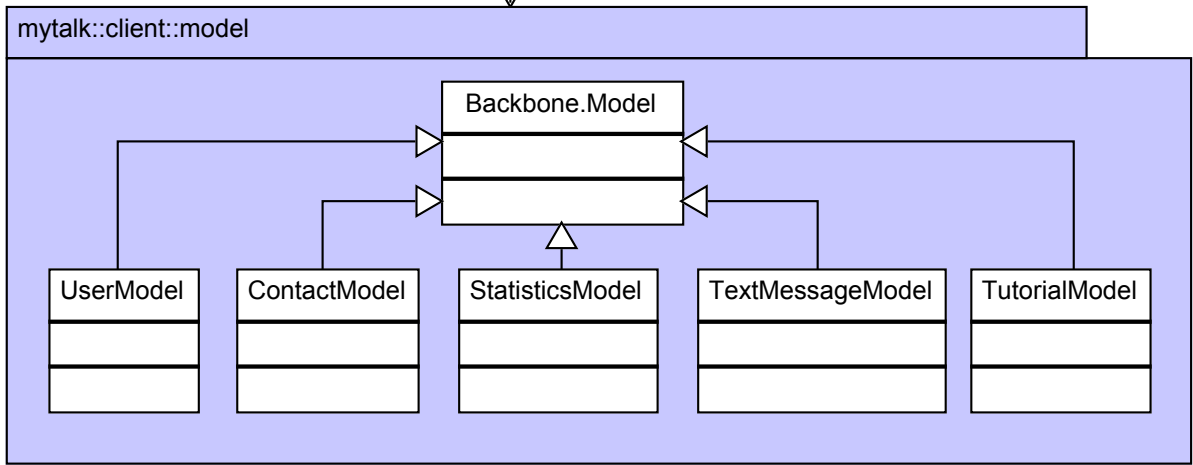 mytalk::client::model
Backbone.Model
UserModel
ContactModel
StatisticsModel
TextMessageModel
TutorialModel